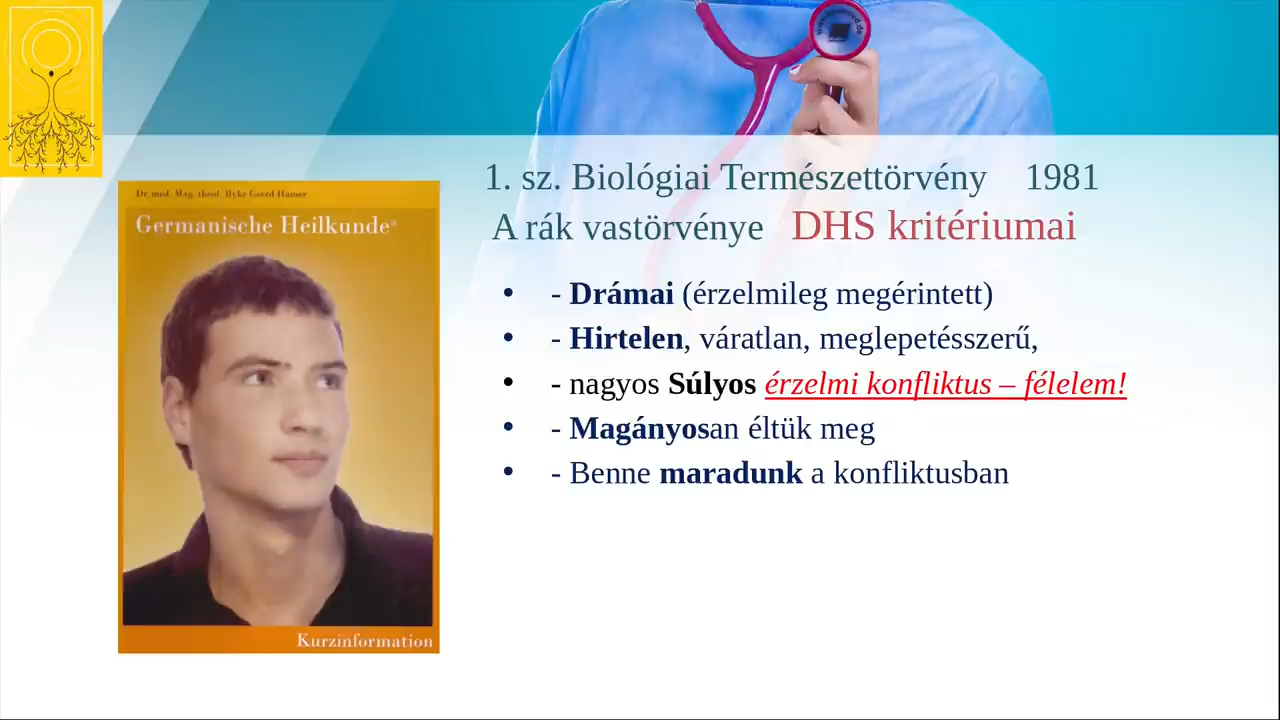 Dr. med. Mag. theol. Ryke Geerd Hamer
Germanische Heilkunde®
Kurzinformation
1. sz. Biológiai Természettörvény 1981
A rák vastörvénye DHS kritériumai
• - Drámai (érzelmileg megérintett)
• - Hirtelen, váratlan, meglepetésszerű,
• - nagyos Súlyos érzelmi konfliktus – félelem!
• - Magányosan éltük meg
• - Benne maradunk a konfliktusban